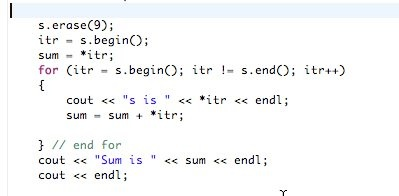 s.erase(9);
itr = s.begin();
sum = *itr;
for (itr = s.begin(); itr != s.end(); itr++)
{
cout << "s is " << *itr << endl;
sum = sum + *itr;
} // end for
cout << "Sum is " << sum << endl;
cout << endl;